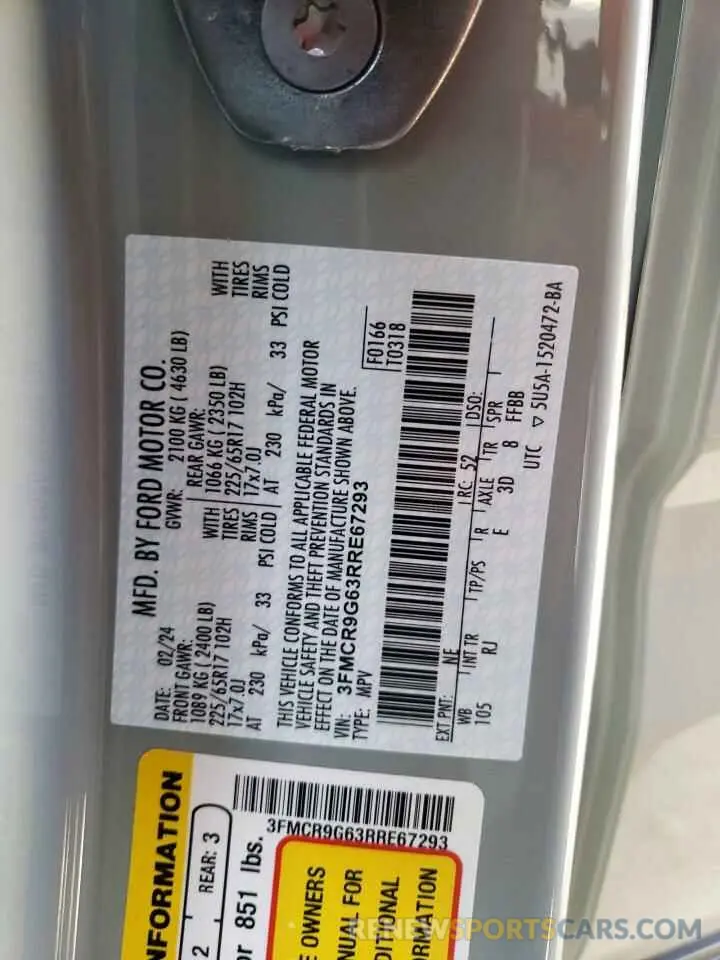 MFD. BY FORD MOTOR CO.
DATE: 02/24 GVWR: 2100 KG ( 4630 LB)
FRONT GAWR: REAR GAWR:
1089 KG ( 2400 LB) WITH 1066 KG ( 2350 LB) WITH
225/65R17 102H TIRES 225/65R17 102H TIRES
17x7.0J RIMS 17x7.0J RIMS
AT 230 kPa/ 33 PSI COLD AT 230 kPa/ 33 PSI COLD
THIS VEHICLE CONFORMS TO ALL APPLICABLE FEDERAL MOTOR
VEHICLE SAFETY AND THEFT PREVENTION STANDARDS IN
EFFECT ON THE DATE OF MANUFACTURE SHOWN ABOVE.
VIN: 3FMCR9G63RRE67293
TYPE: MPV
F0166
T0318
EXT PNT: NE RC: 52 DSO:
WB INT TR TP/PS R AXLE TR SPR
105 RJ E 3D 8 FFBB
UTC ▽ 5U5A-1520472-BA
NFORMATION
2 REAR: 3
or 851 lbs.
3FMCR9G63RRE67293
E OWNERS
NUAL FOR
DITIONAL
ORMATION
RENEWSPORTSCARS.COM